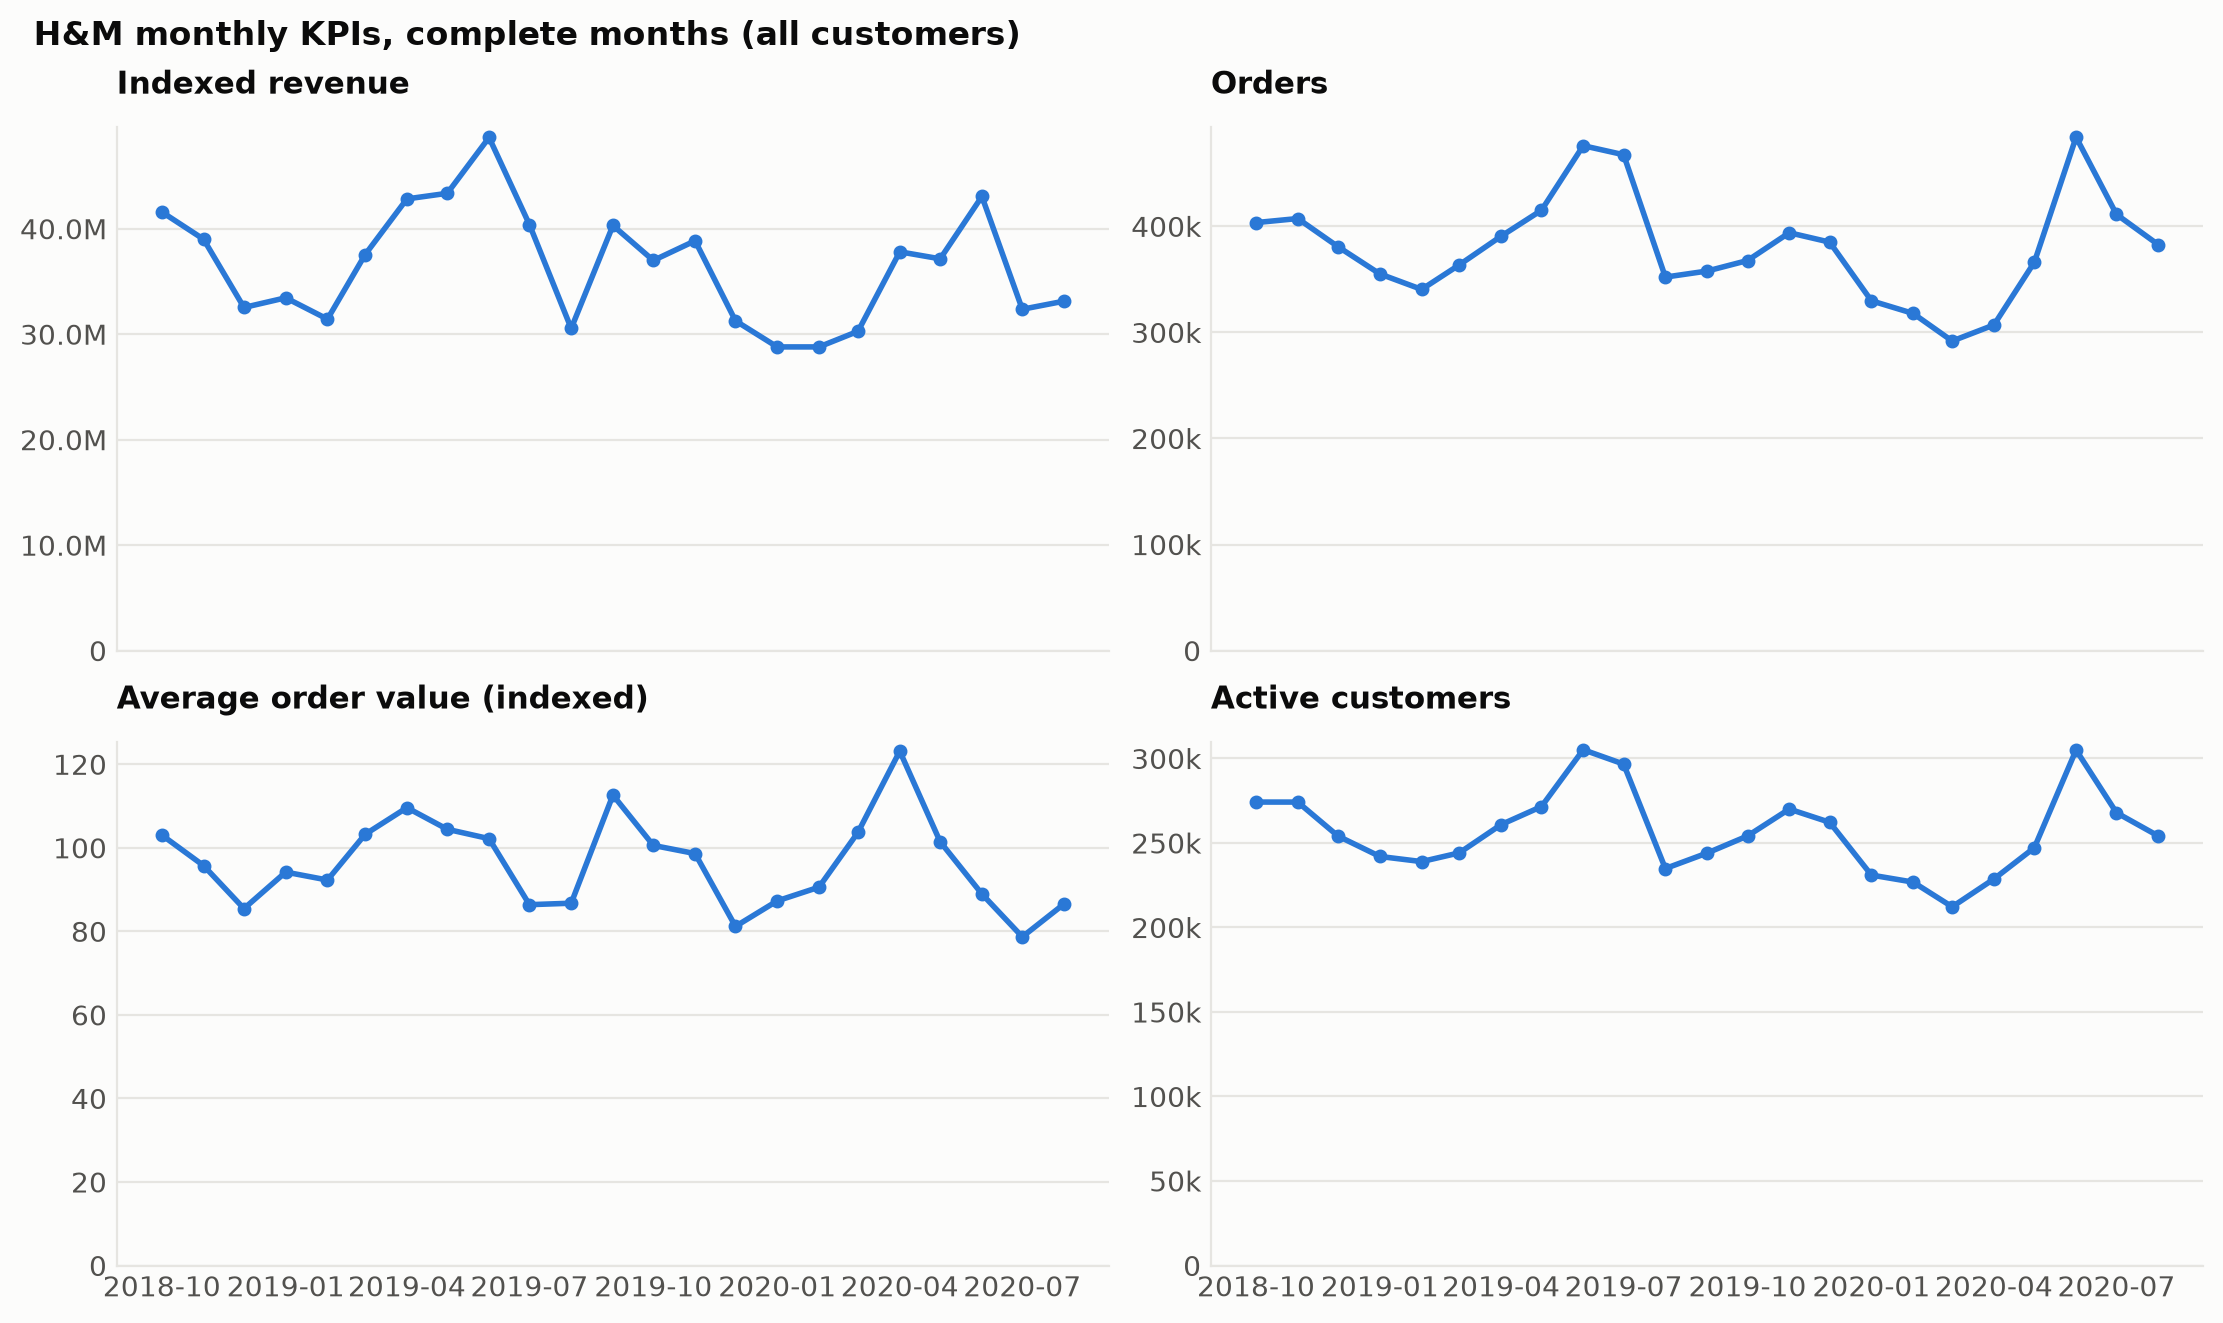 H&M monthly KPIs, complete months (all customers)
Indexed revenue
40.0M
30.0M
20.0M
10.0M
0
Orders
400k
300k
200k
100k
0
Average order value (indexed)
120
100
80
60
40
20
0
2018-10 2019-01 2019-04 2019-07 2019-10 2020-01 2020-04 2020-07
Active customers
300k
250k
200k
150k
100k
50k
0
2018-10 2019-01 2019-04 2019-07 2019-10 2020-01 2020-04 2020-07